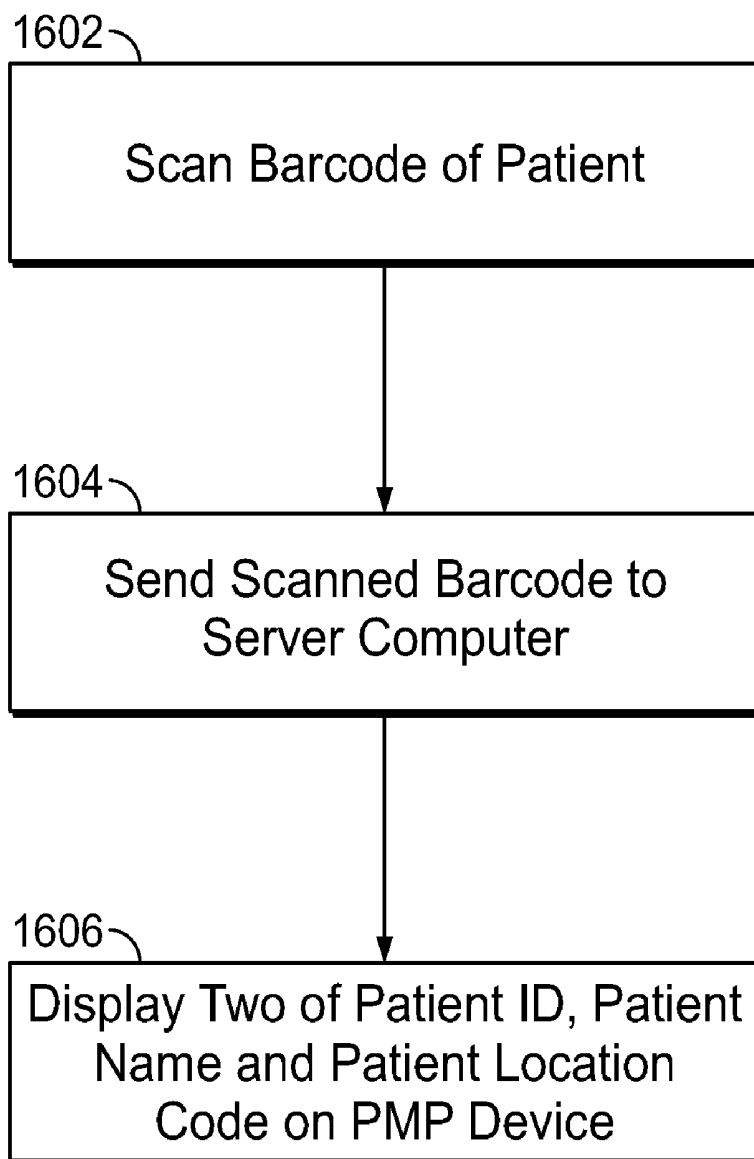 1602
Scan Barcode of Patient
1604
Send Scanned Barcode to
Server Computer
1606
Display Two of Patient ID, Patient
Name and Patient Location
Code on PMP Device